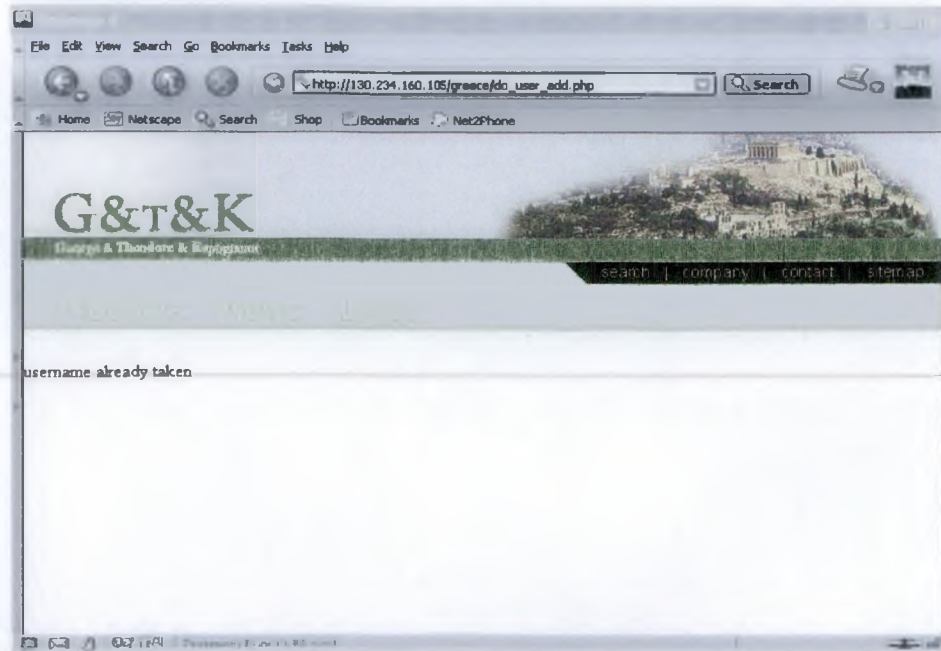 File Edit View Search Go Bookmarks Tasks Help
http://130.234.160.105/greece/do_user_add.php Search
Home Netscape Search Shop Bookmarks Net2Phone
G&T&K
& Theodore &
search | company | contact | sitemap
username already taken